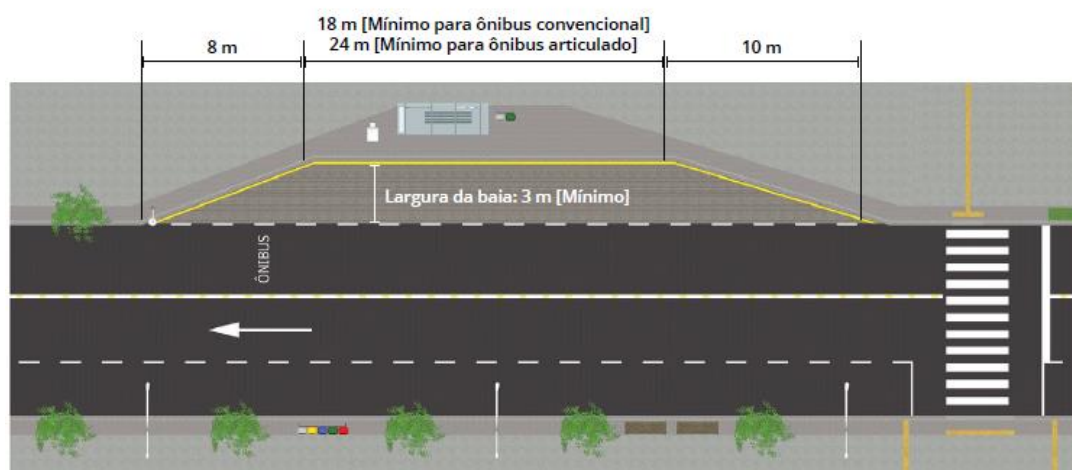 18 m [Mínimo para ônibus convencional]
8 m
24 m [Mínimo para ônibus articulado]
10 m
Largura da baia: 3 m [Mínimo]
ÔNIBUS